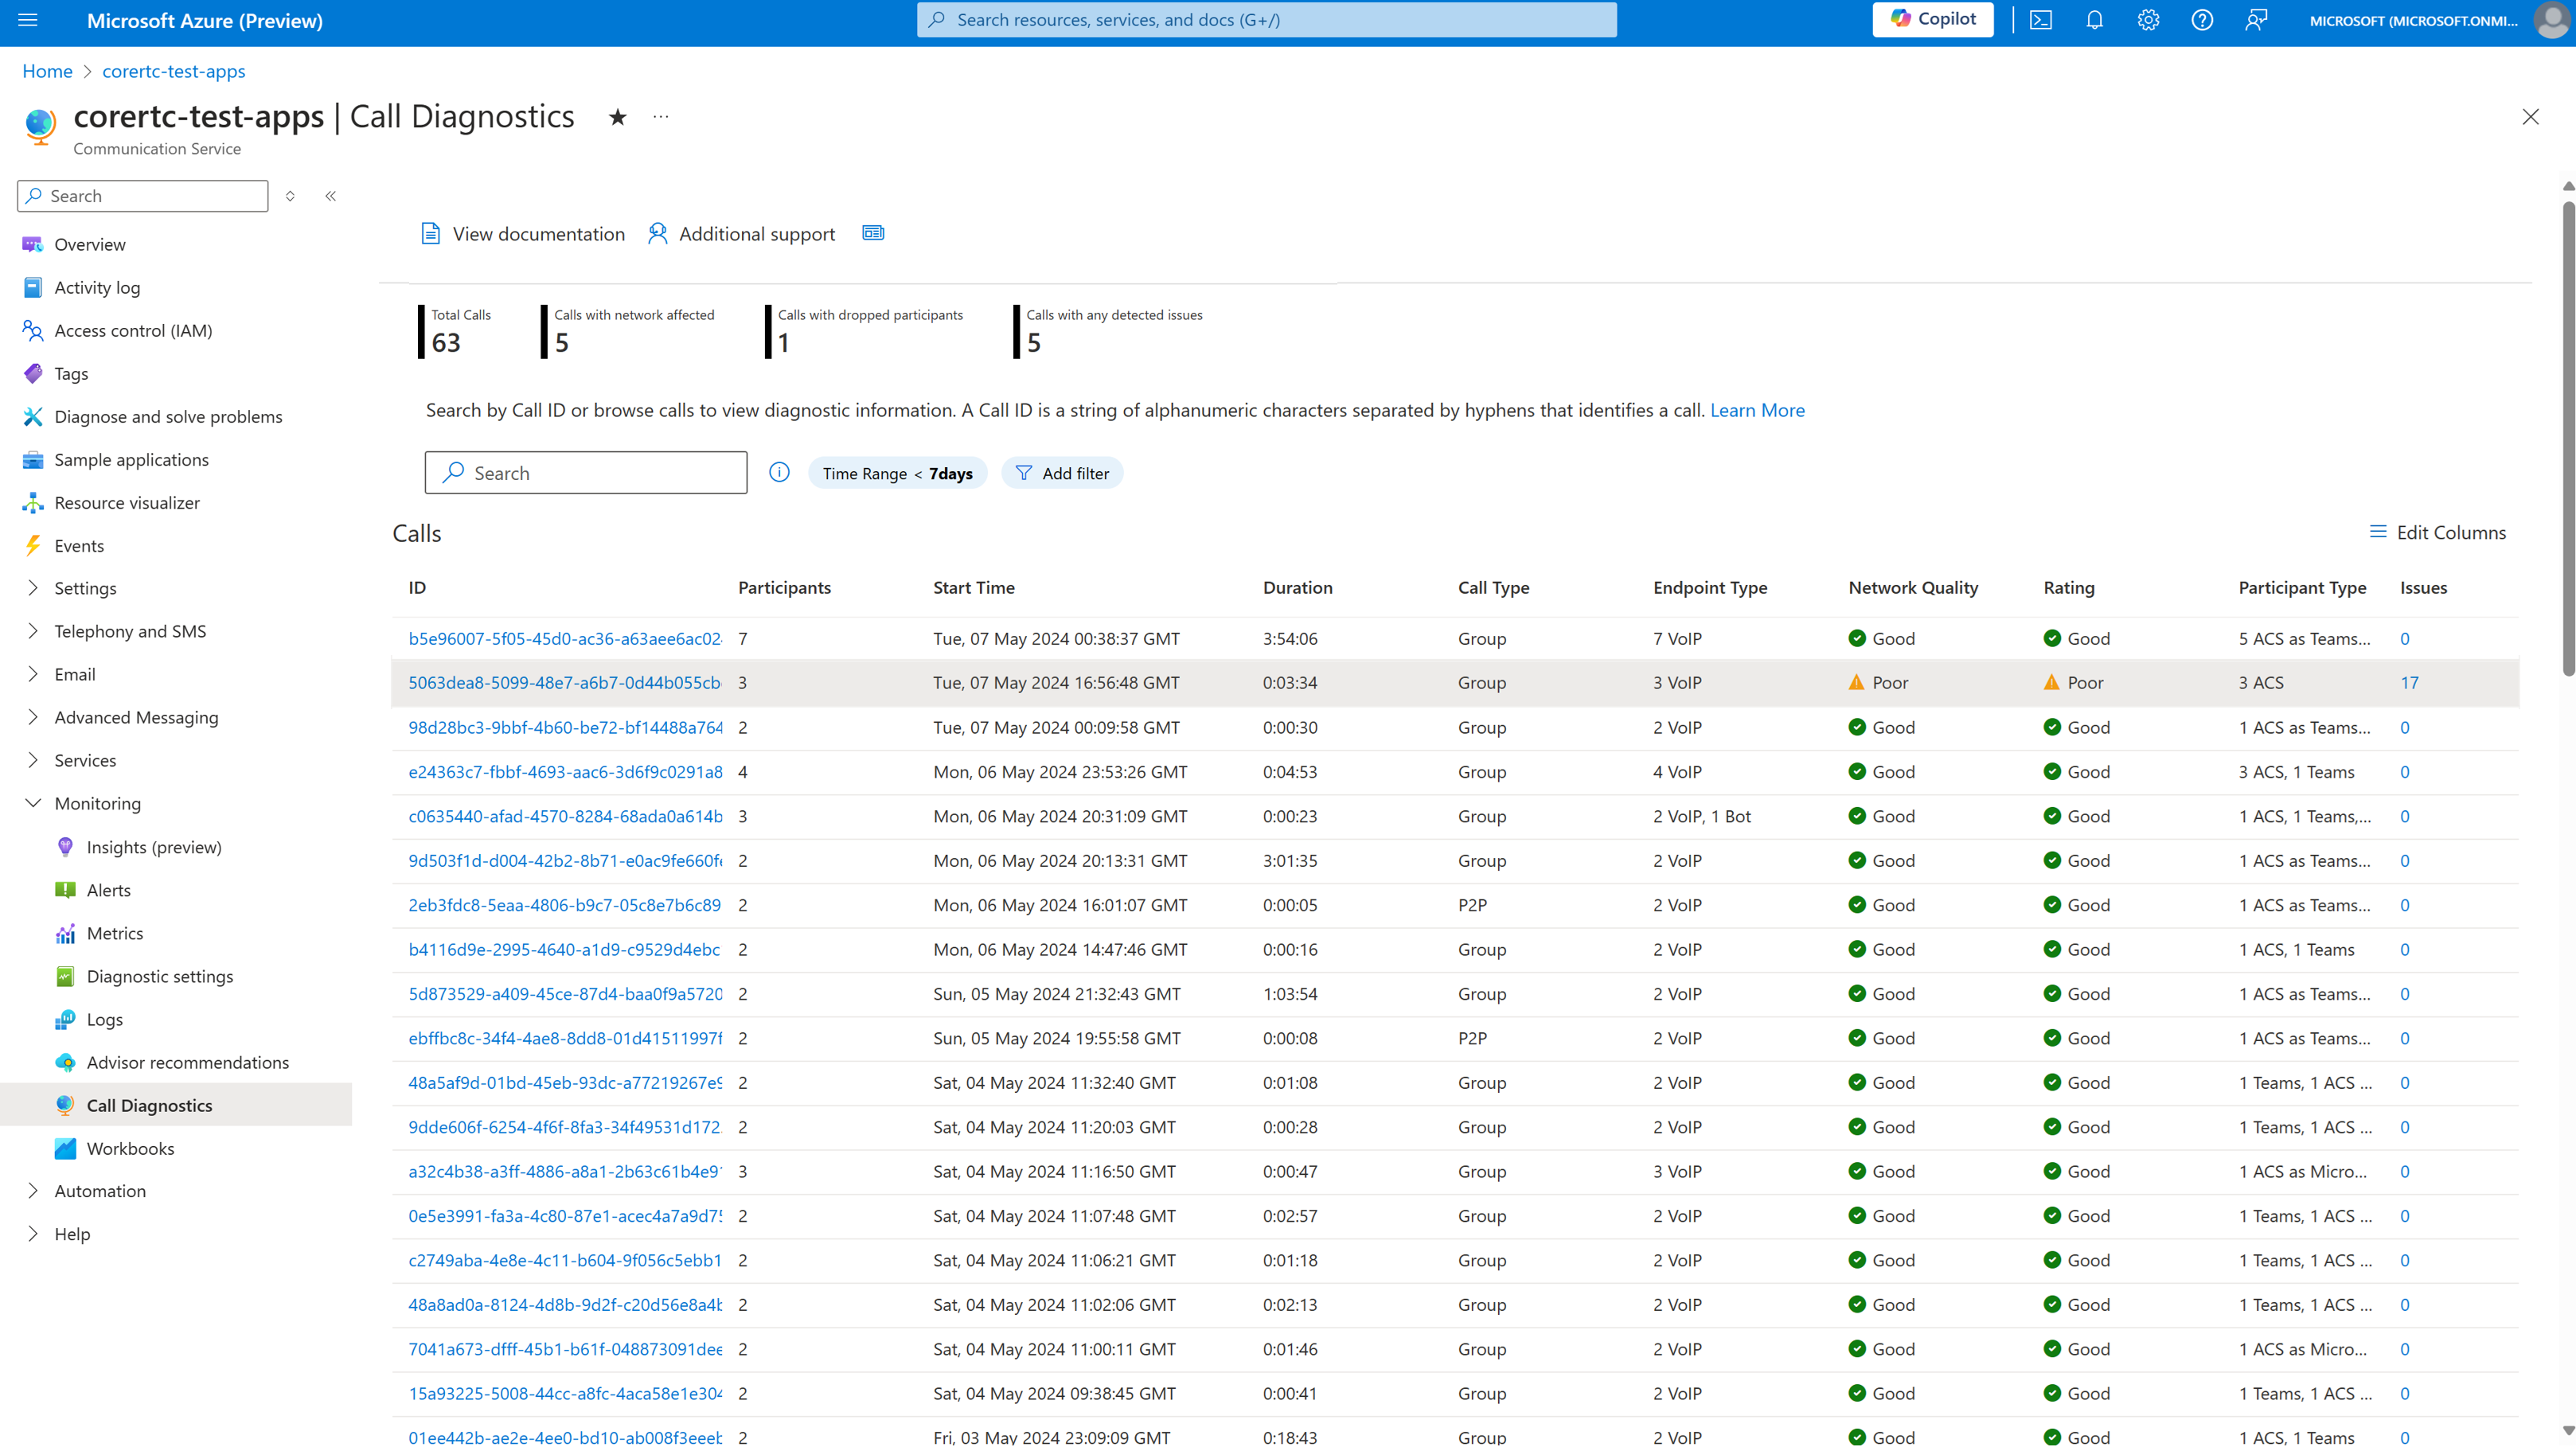 Microsoft Azure (Preview)
Search resources, services, and docs (G+/)
Copilot
MICROSOFT (MICROSOFT.ONMI...
Home > corertc-test-apps
corertc-test-apps | Call Diagnostics
Communication Service
Search
Overview
Activity log
Access control (IAM)
Tags
Diagnose and solve problems
Sample applications
Resource visualizer
Events
Settings
Telephony and SMS
Email
Advanced Messaging
Services
Monitoring
Insights (preview)
Alerts
Metrics
Diagnostic settings
Logs
Advisor recommendations
Call Diagnostics
Workbooks
Automation
Help
View documentation Additional support
Total Calls Calls with network affected Calls with dropped participants Calls with any detected issues
63 5 1 5
Search by Call ID or browse calls to view diagnostic information. A Call ID is a string of alphanumeric characters separated by hyphens that identifies a call. Learn More
Search Time Range < 7days Add filter
Calls Edit Columns
ID Participants Start Time Duration Call Type Endpoint Type Network Quality Rating Participant Type Issues
b5e96007-5f05-45d0-ac36-a63aee6ac02 7 Tue, 07 May 2024 00:38:37 GMT 3:54:06 Group 7 VoIP Good Good 5 ACS as Teams... 0
5063dea8-5099-48e7-a6b7-0d44b055cb 3 Tue, 07 May 2024 16:56:48 GMT 0:03:34 Group 3 VoIP Poor Poor 3 ACS 17
98d28bc3-9bbf-4b60-be72-bf14488a764 2 Tue, 07 May 2024 00:09:58 GMT 0:00:30 Group 2 VoIP Good Good 1 ACS as Teams... 0
e24363c7-fbbf-4693-aac6-3d6f9c0291a8 4 Mon, 06 May 2024 23:53:26 GMT 0:04:53 Group 4 VoIP Good Good 3 ACS, 1 Teams 0
c0635440-afad-4570-8284-68ada0a614b 3 Mon, 06 May 2024 20:31:09 GMT 0:00:23 Group 2 VoIP, 1 Bot Good Good 1 ACS, 1 Teams,... 0
9d503f1d-d004-42b2-8b71-e0ac9fe660f 2 Mon, 06 May 2024 20:13:31 GMT 3:01:35 Group 2 VoIP Good Good 1 ACS as Teams... 0
2eb3fdc8-5eaa-4806-b9c7-05c8e7b6c89 2 Mon, 06 May 2024 16:01:07 GMT 0:00:05 P2P 2 VoIP Good Good 1 ACS as Teams... 0
b4116d9e-2995-4640-a1d9-c9529d4ebc 2 Mon, 06 May 2024 14:47:46 GMT 0:00:16 Group 2 VoIP Good Good 1 ACS, 1 Teams 0
5d873529-a409-45ce-87d4-baa0f9a5720 2 Sun, 05 May 2024 21:32:43 GMT 1:03:54 Group 2 VoIP Good Good 1 ACS as Teams... 0
ebffbc8c-34f4-4ae8-8dd8-01d41511997f 2 Sun, 05 May 2024 19:55:58 GMT 0:00:08 P2P 2 VoIP Good Good 1 ACS as Teams... 0
48a5af9d-01bd-45eb-93dc-a77219267e9 2 Sat, 04 May 2024 11:32:40 GMT 0:01:08 Group 2 VoIP Good Good 1 Teams, 1 ACS ... 0
9dde606f-6254-4f6f-8fa3-34f49531d172 2 Sat, 04 May 2024 11:20:03 GMT 0:00:28 Group 2 VoIP Good Good 1 Teams, 1 ACS ... 0
a32c4b38-a3ff-4886-a8a1-2b63c61b4e9 3 Sat, 04 May 2024 11:16:50 GMT 0:00:47 Group 3 VoIP Good Good 1 ACS as Micro... 0
0e5e3991-fa3a-4c80-87e1-acec4a7a9d7 2 Sat, 04 May 2024 11:07:48 GMT 0:02:57 Group 2 VoIP Good Good 1 Teams, 1 ACS ... 0
c2749aba-4e8e-4c11-b604-9f056c5ebb1 2 Sat, 04 May 2024 11:06:21 GMT 0:01:18 Group 2 VoIP Good Good 1 Teams, 1 ACS ... 0
48a8ad0a-8124-4d8b-9d2f-c20d56e8a4b 2 Sat, 04 May 2024 11:02:06 GMT 0:02:13 Group 2 VoIP Good Good 1 Teams, 1 ACS ... 0
7041a673-dfff-45b1-b61f-048873091dee 2 Sat, 04 May 2024 11:00:11 GMT 0:01:46 Group 2 VoIP Good Good 1 ACS as Micro... 0
15a93225-5008-44cc-a8fc-4aca58e1e304 2 Sat, 04 May 2024 09:38:45 GMT 0:00:41 Group 2 VoIP Good Good 1 Teams, 1 ACS ... 0
01ee442b-ae2e-4ee0-bd10-ab008f3eeeb 2 Fri, 03 May 2024 23:09:09 GMT 0:18:43 Group 2 VoIP Good Good 1 ACS, 1 Teams 0